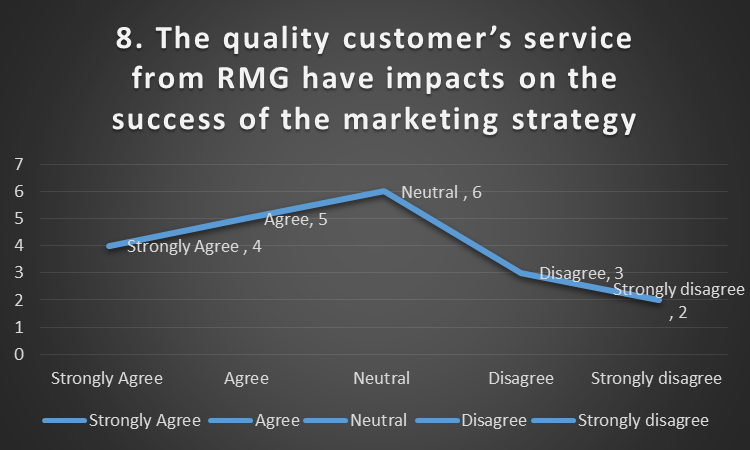 8. The quality customer’s service
from RMG have impacts on the
success of the marketing strategy
7
6
5
4
3
2
1
0
Strongly Agree , 4
Agree, 5
Neutral , 6
Disagree, 3
Strongly disagree
, 2
Strongly Agree Agree Neutral Disagree Strongly disagree
Strongly Agree Agree Neutral Disagree Strongly disagree